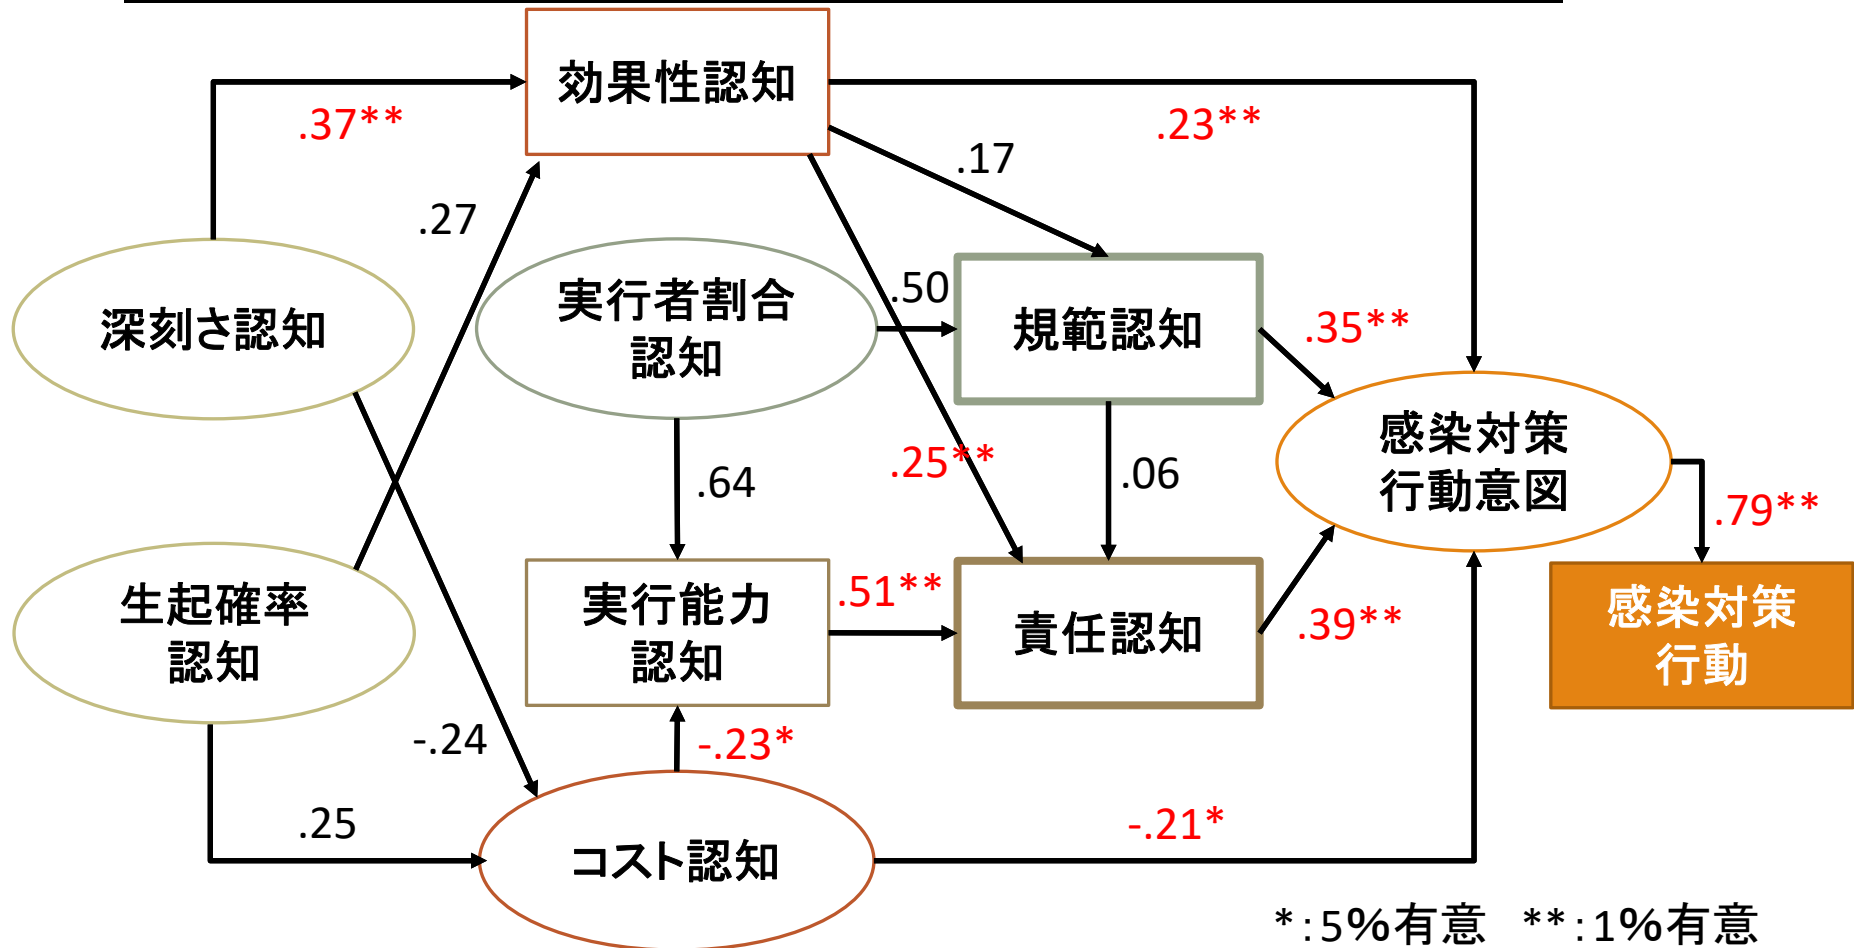 効果性認知
.37**
.23**
.17
.27
深刻さ認知
実行者割合
認知
.50
規範認知
.35**
感染対策
行動意図
.64
.25**
.06
.79**
生起確率
認知
実行能力
認知
.51**
責任認知
.39**
感染対策
行動
-.24
-.23*
.25
コスト認知
-.21*
*:5%有意 **:1%有意